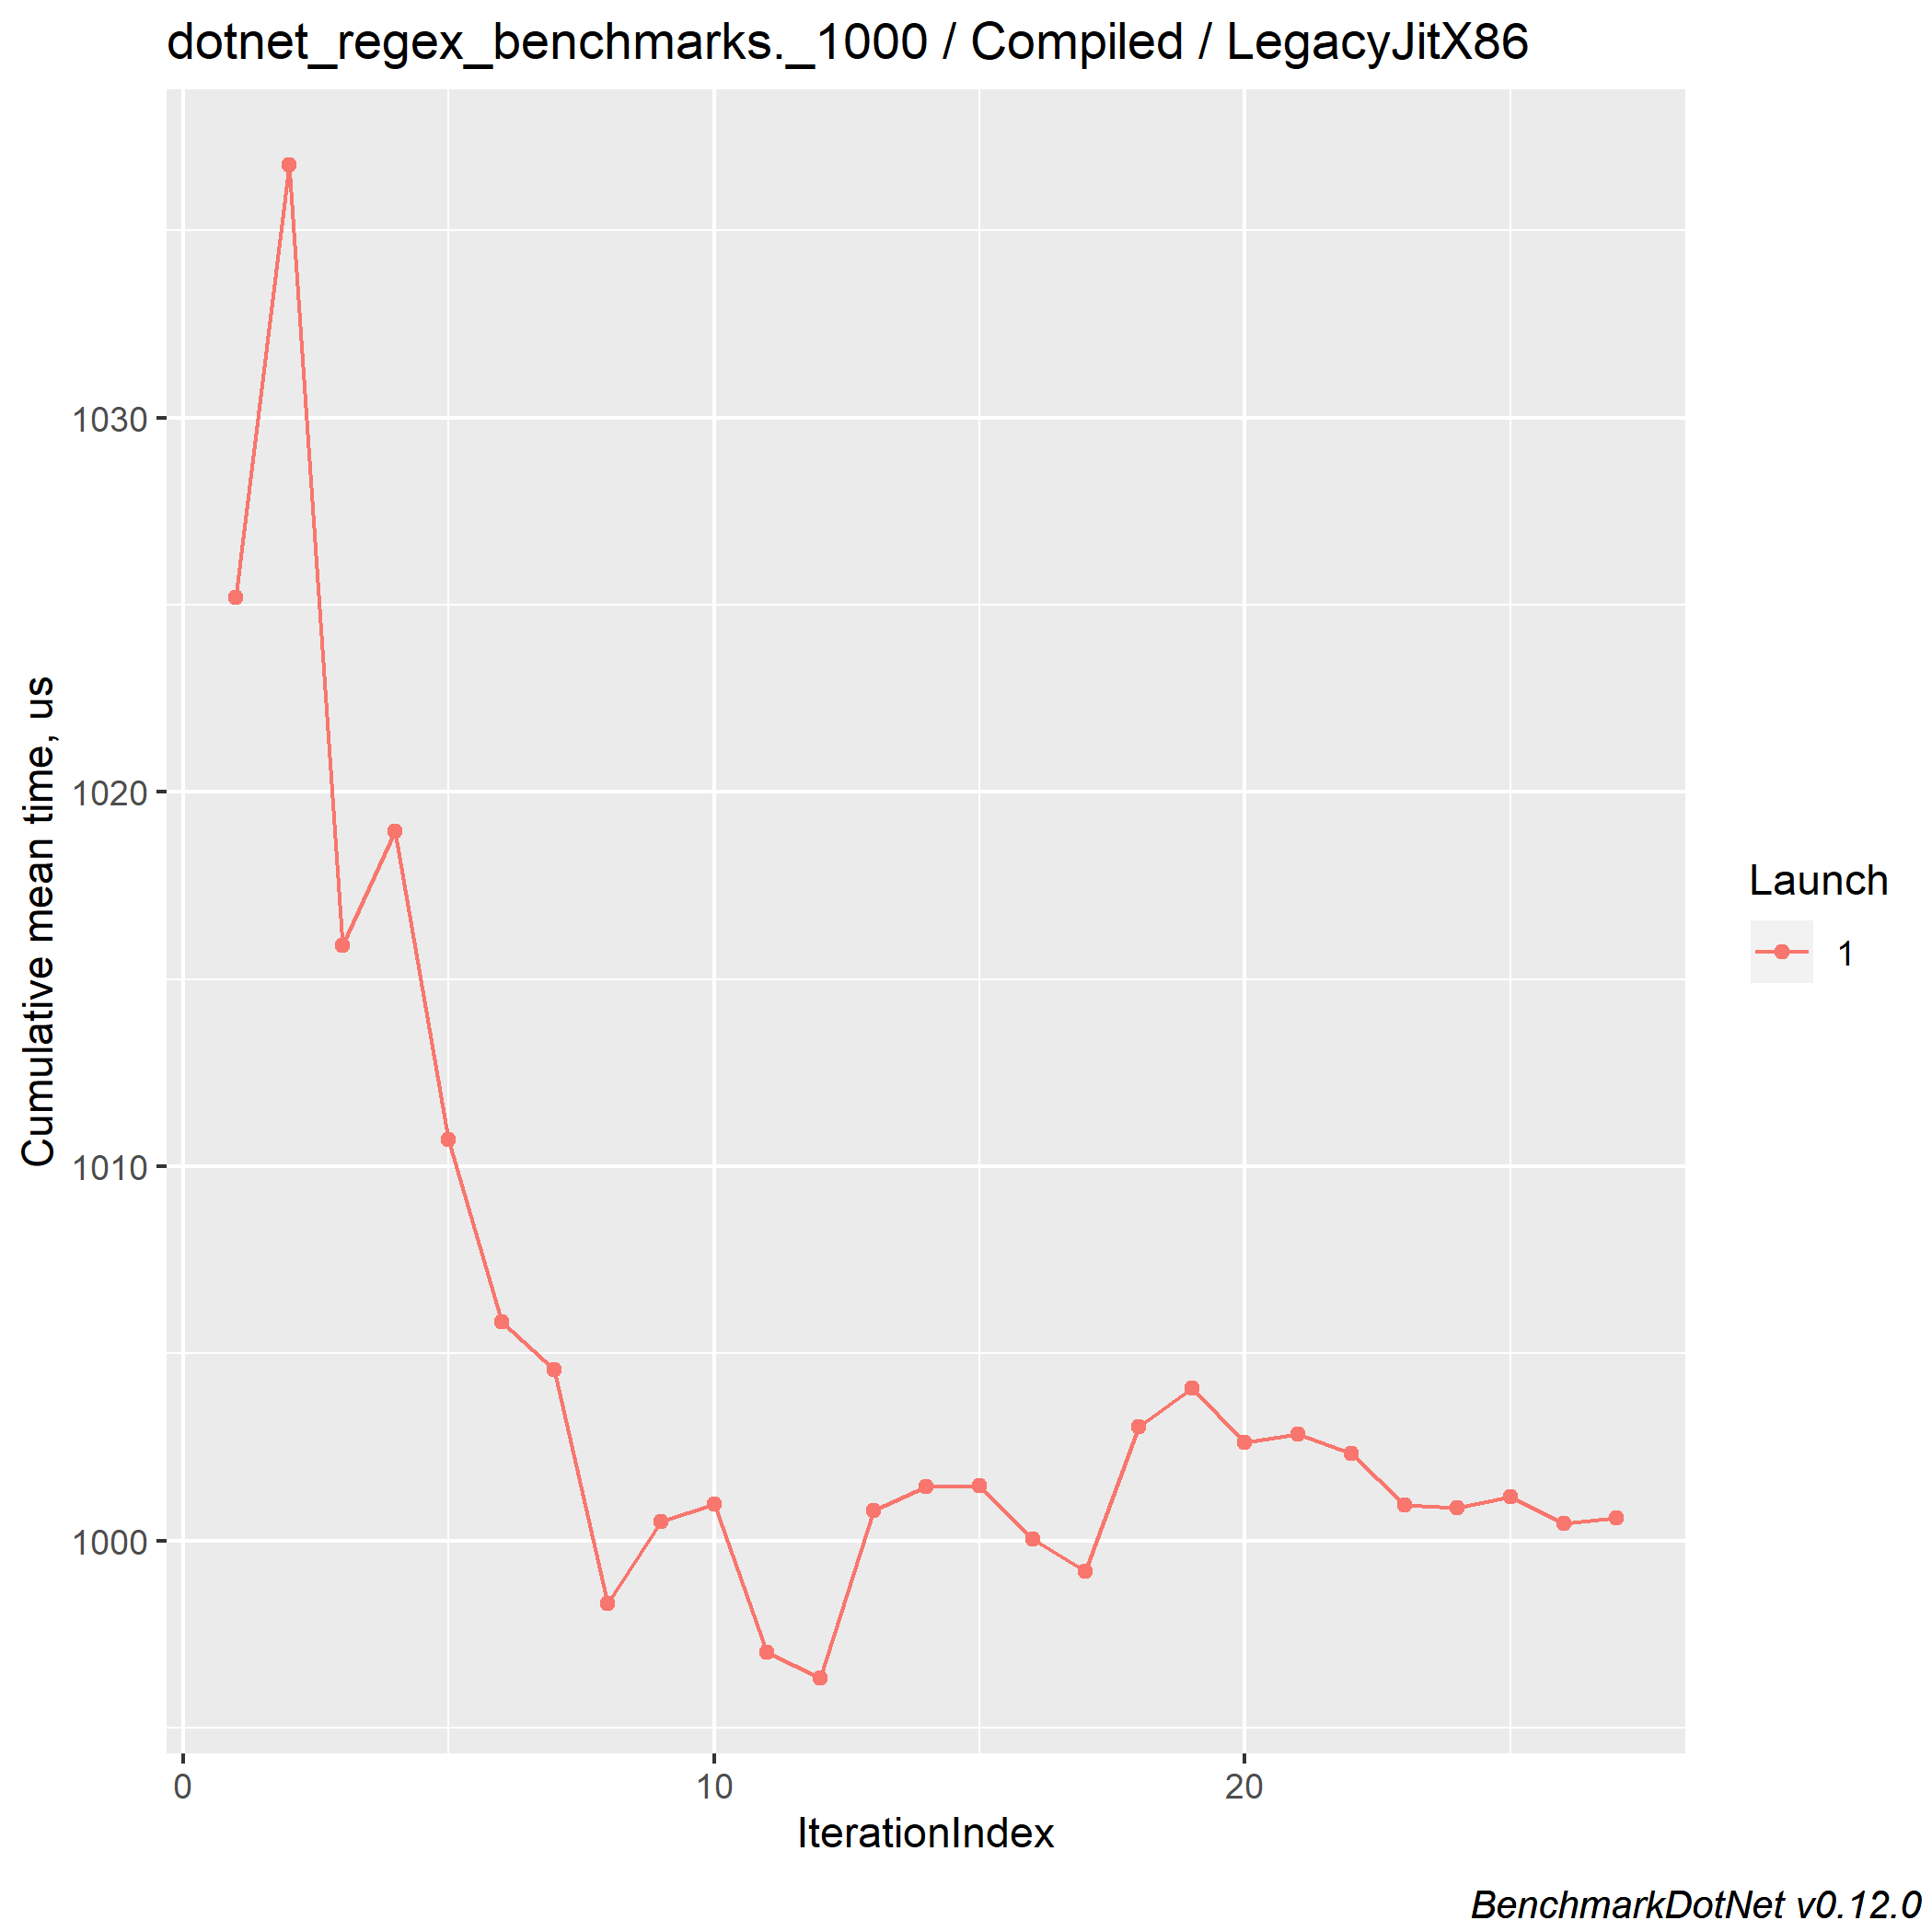 dotnet_regex_benchmarks._1000 / Compiled / LegacyJitX86
Cumulative mean time, us
1030
1020
1010
1000
0
10
20
IterationIndex
Launch
1
BenchmarkDotNet v0.12.0